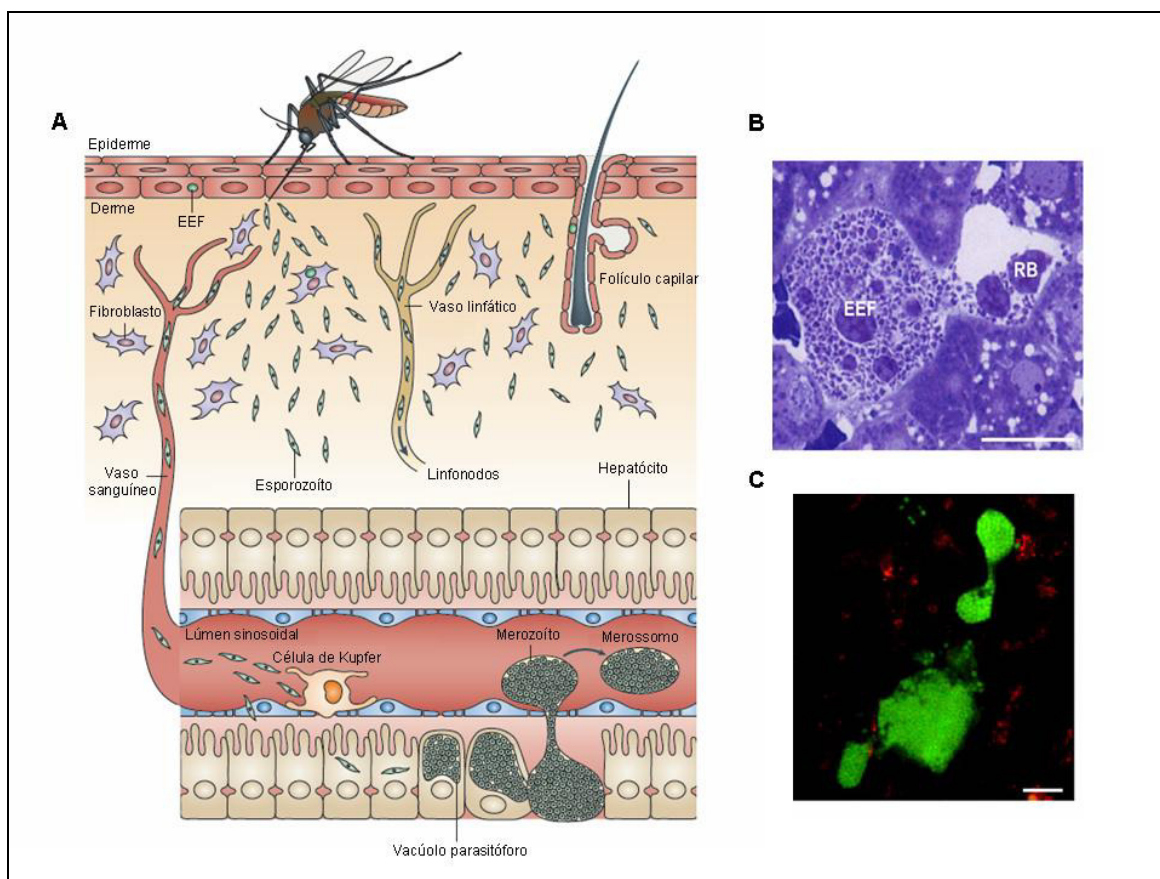 A
Epiderme
Derme
EEF
Fibroblasto
Vaso linfático
Folículo capilar
Vaso
sanguíneo
Esporozoíto
Linfonodos
Hepatócito
Lúmen sinosoidal
Célula de Kupfer
Merozoíto
Merossomo
Vacúolo parasitóforo
B
EEF
RB
C